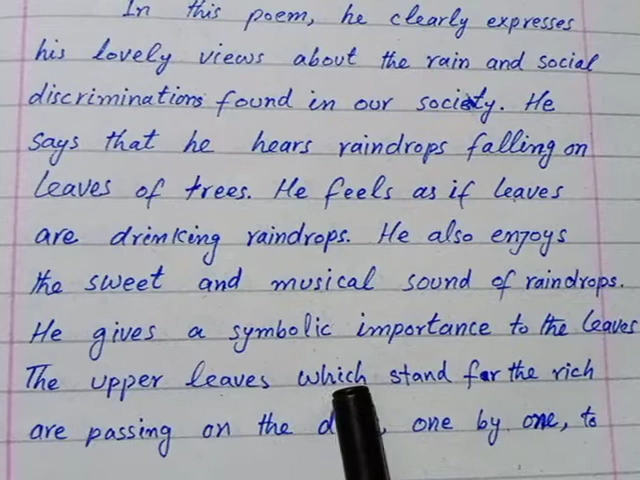 In this poem, he clearly expresses
his lovely views about the rain and social
discriminations found in our society. He
says that he hears raindrops falling on
leaves of trees. He feels as if leaves
are drinking raindrops. He also enjoys
the sweet and musical sound of raindrops.
He gives a symbolic importance to the leaves
The upper leaves which stand for the rich
are passing on the one by one, to